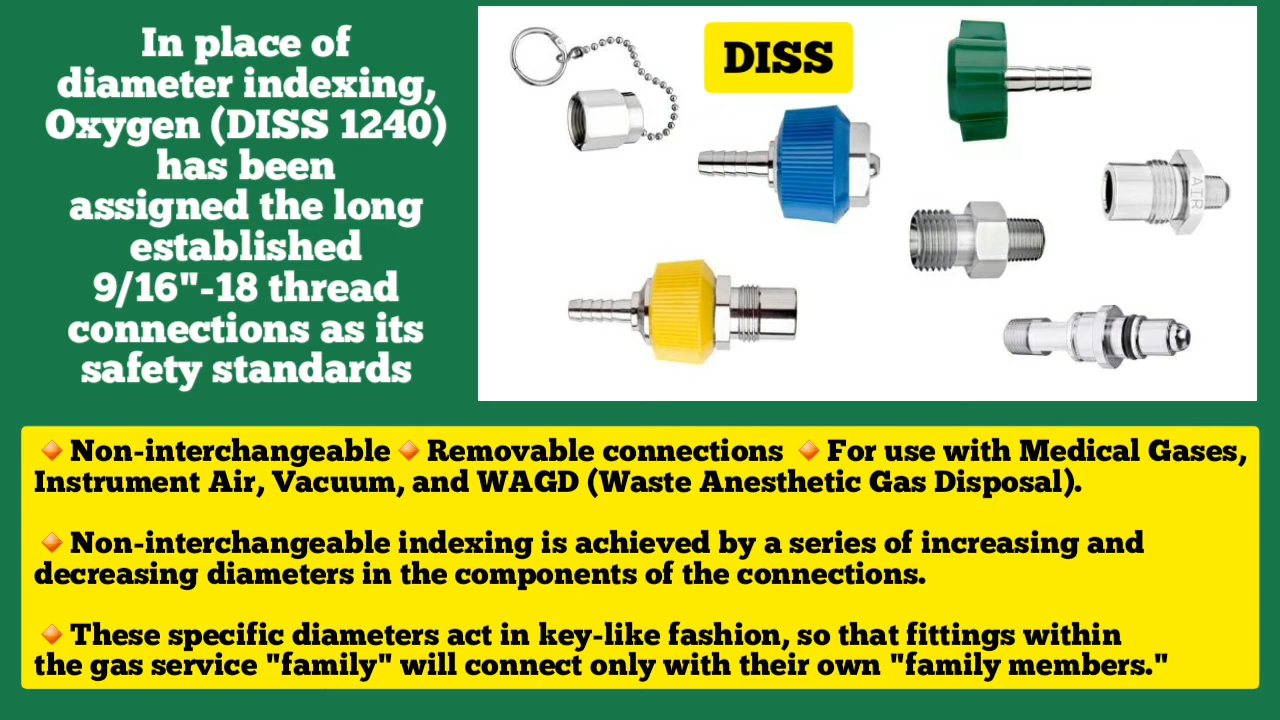 In place of
diameter indexing,
Oxygen (DISS 1240)
has been
assigned the long
established
9/16"-18 thread
connections as its
safety standards
DISS
AIR
🔸Non-interchangeable 🔸Removable connections 🔸For use with Medical Gases,
Instrument Air, Vacuum, and WAGD (Waste Anesthetic Gas Disposal).
🔸Non-interchangeable indexing is achieved by a series of increasing and
decreasing diameters in the components of the connections.
🔸These specific diameters act in key-like fashion, so that fittings within
the gas service "family" will connect only with their own "family members."